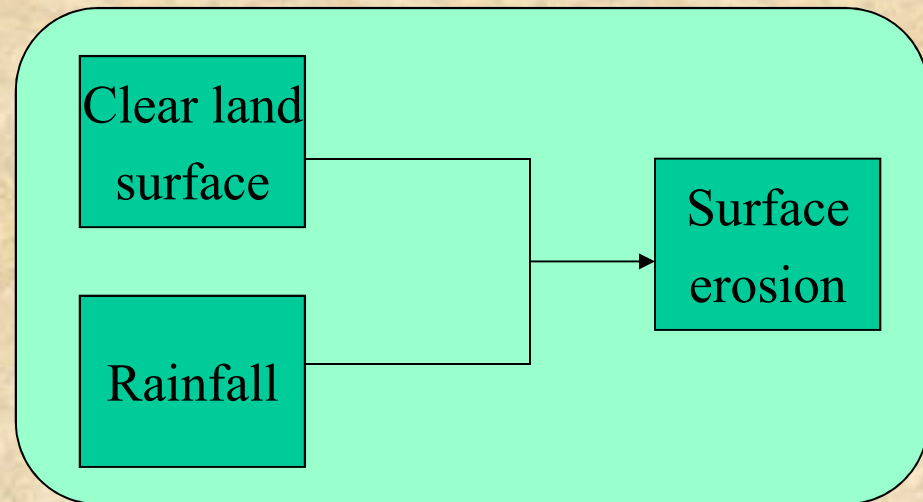 Clear land
surface
Rainfall
Surface
erosion